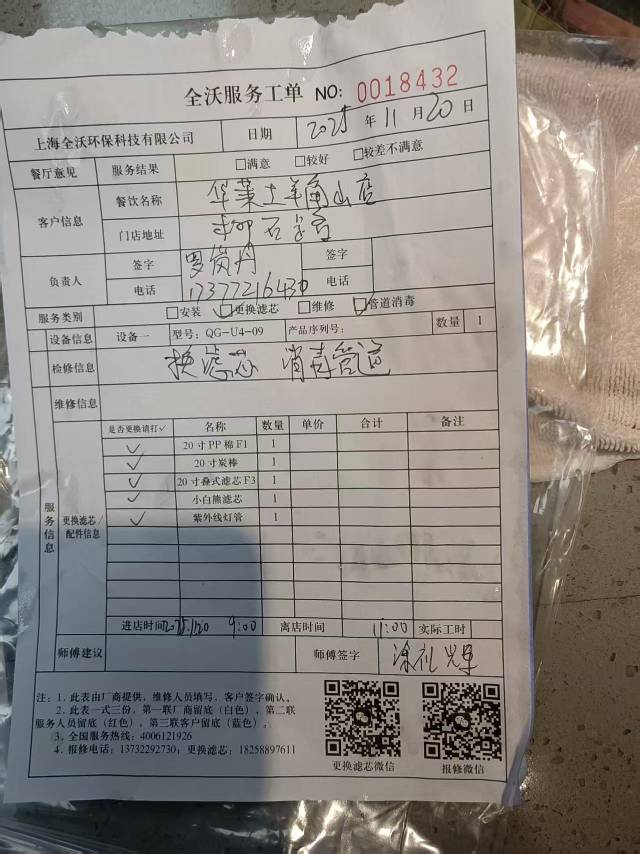 全沃服务工单 NO: 0018432
上海全沃环保科技有限公司 日期 2025 年 11 月 20 日
餐厅意见 服务结果 □满意 □较好 □较差不满意
客户信息 餐饮名称 华莱士羊角山店
门店地址 柳石路
负责人 签字 罗岚丹 签字
电话 17377216430 电话
服务类别 □安装 ☑更换滤芯 □维修 ☑管道消毒
设备信息 设备一 型号: QG-U4-09 产品序列号: 数量 1
检修信息 换滤芯 消毒管道
维修信息
服务信息
更换滤芯/配件信息
是否更换请打✓ 名称 数量 单价 合计 备注
✓ 20寸PP棉F1 1
✓ 20寸炭棒 1
✓ 20寸叠式滤芯F3 1
✓ 小白熊滤芯 1
✓ 紫外线灯管 1
进店时间 2025.11.20 9:00 离店时间 11:00 实际工时
师傅建议 师傅签字
注: 1. 此表由厂商提供, 维修人员填写, 客户签字确认。
2. 此表一式三份, 第一联厂商留底(白色), 第二联
服务人员留底(红色), 第三联客户留底(蓝色)。
3. 全国服务热线: 4006121926
4. 报修电话: 13732292730; 更换滤芯: 18258897611
更换滤芯微信 报修微信